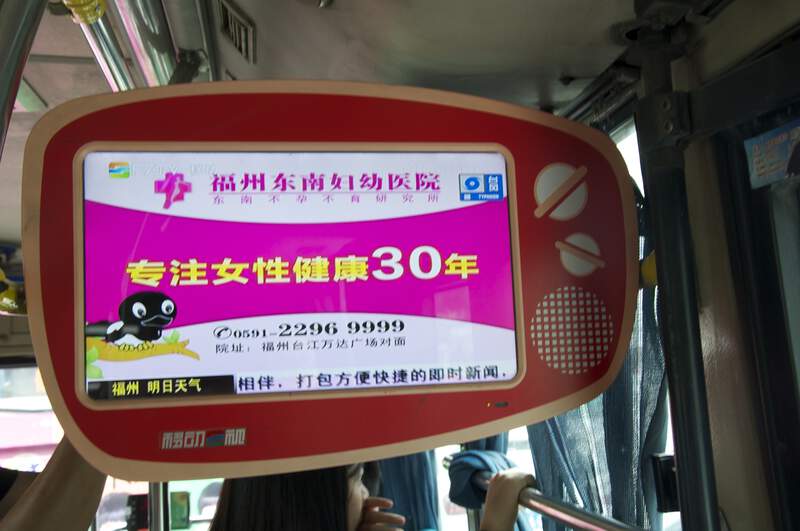 福州东南妇幼医院
东南不孕不育研究所
专注女性健康30年
✆0591-2296 9999
院址：福州台江万达广场对面
福州 明日天气
相伴，打包方便快捷的即时新闻.
移动电视